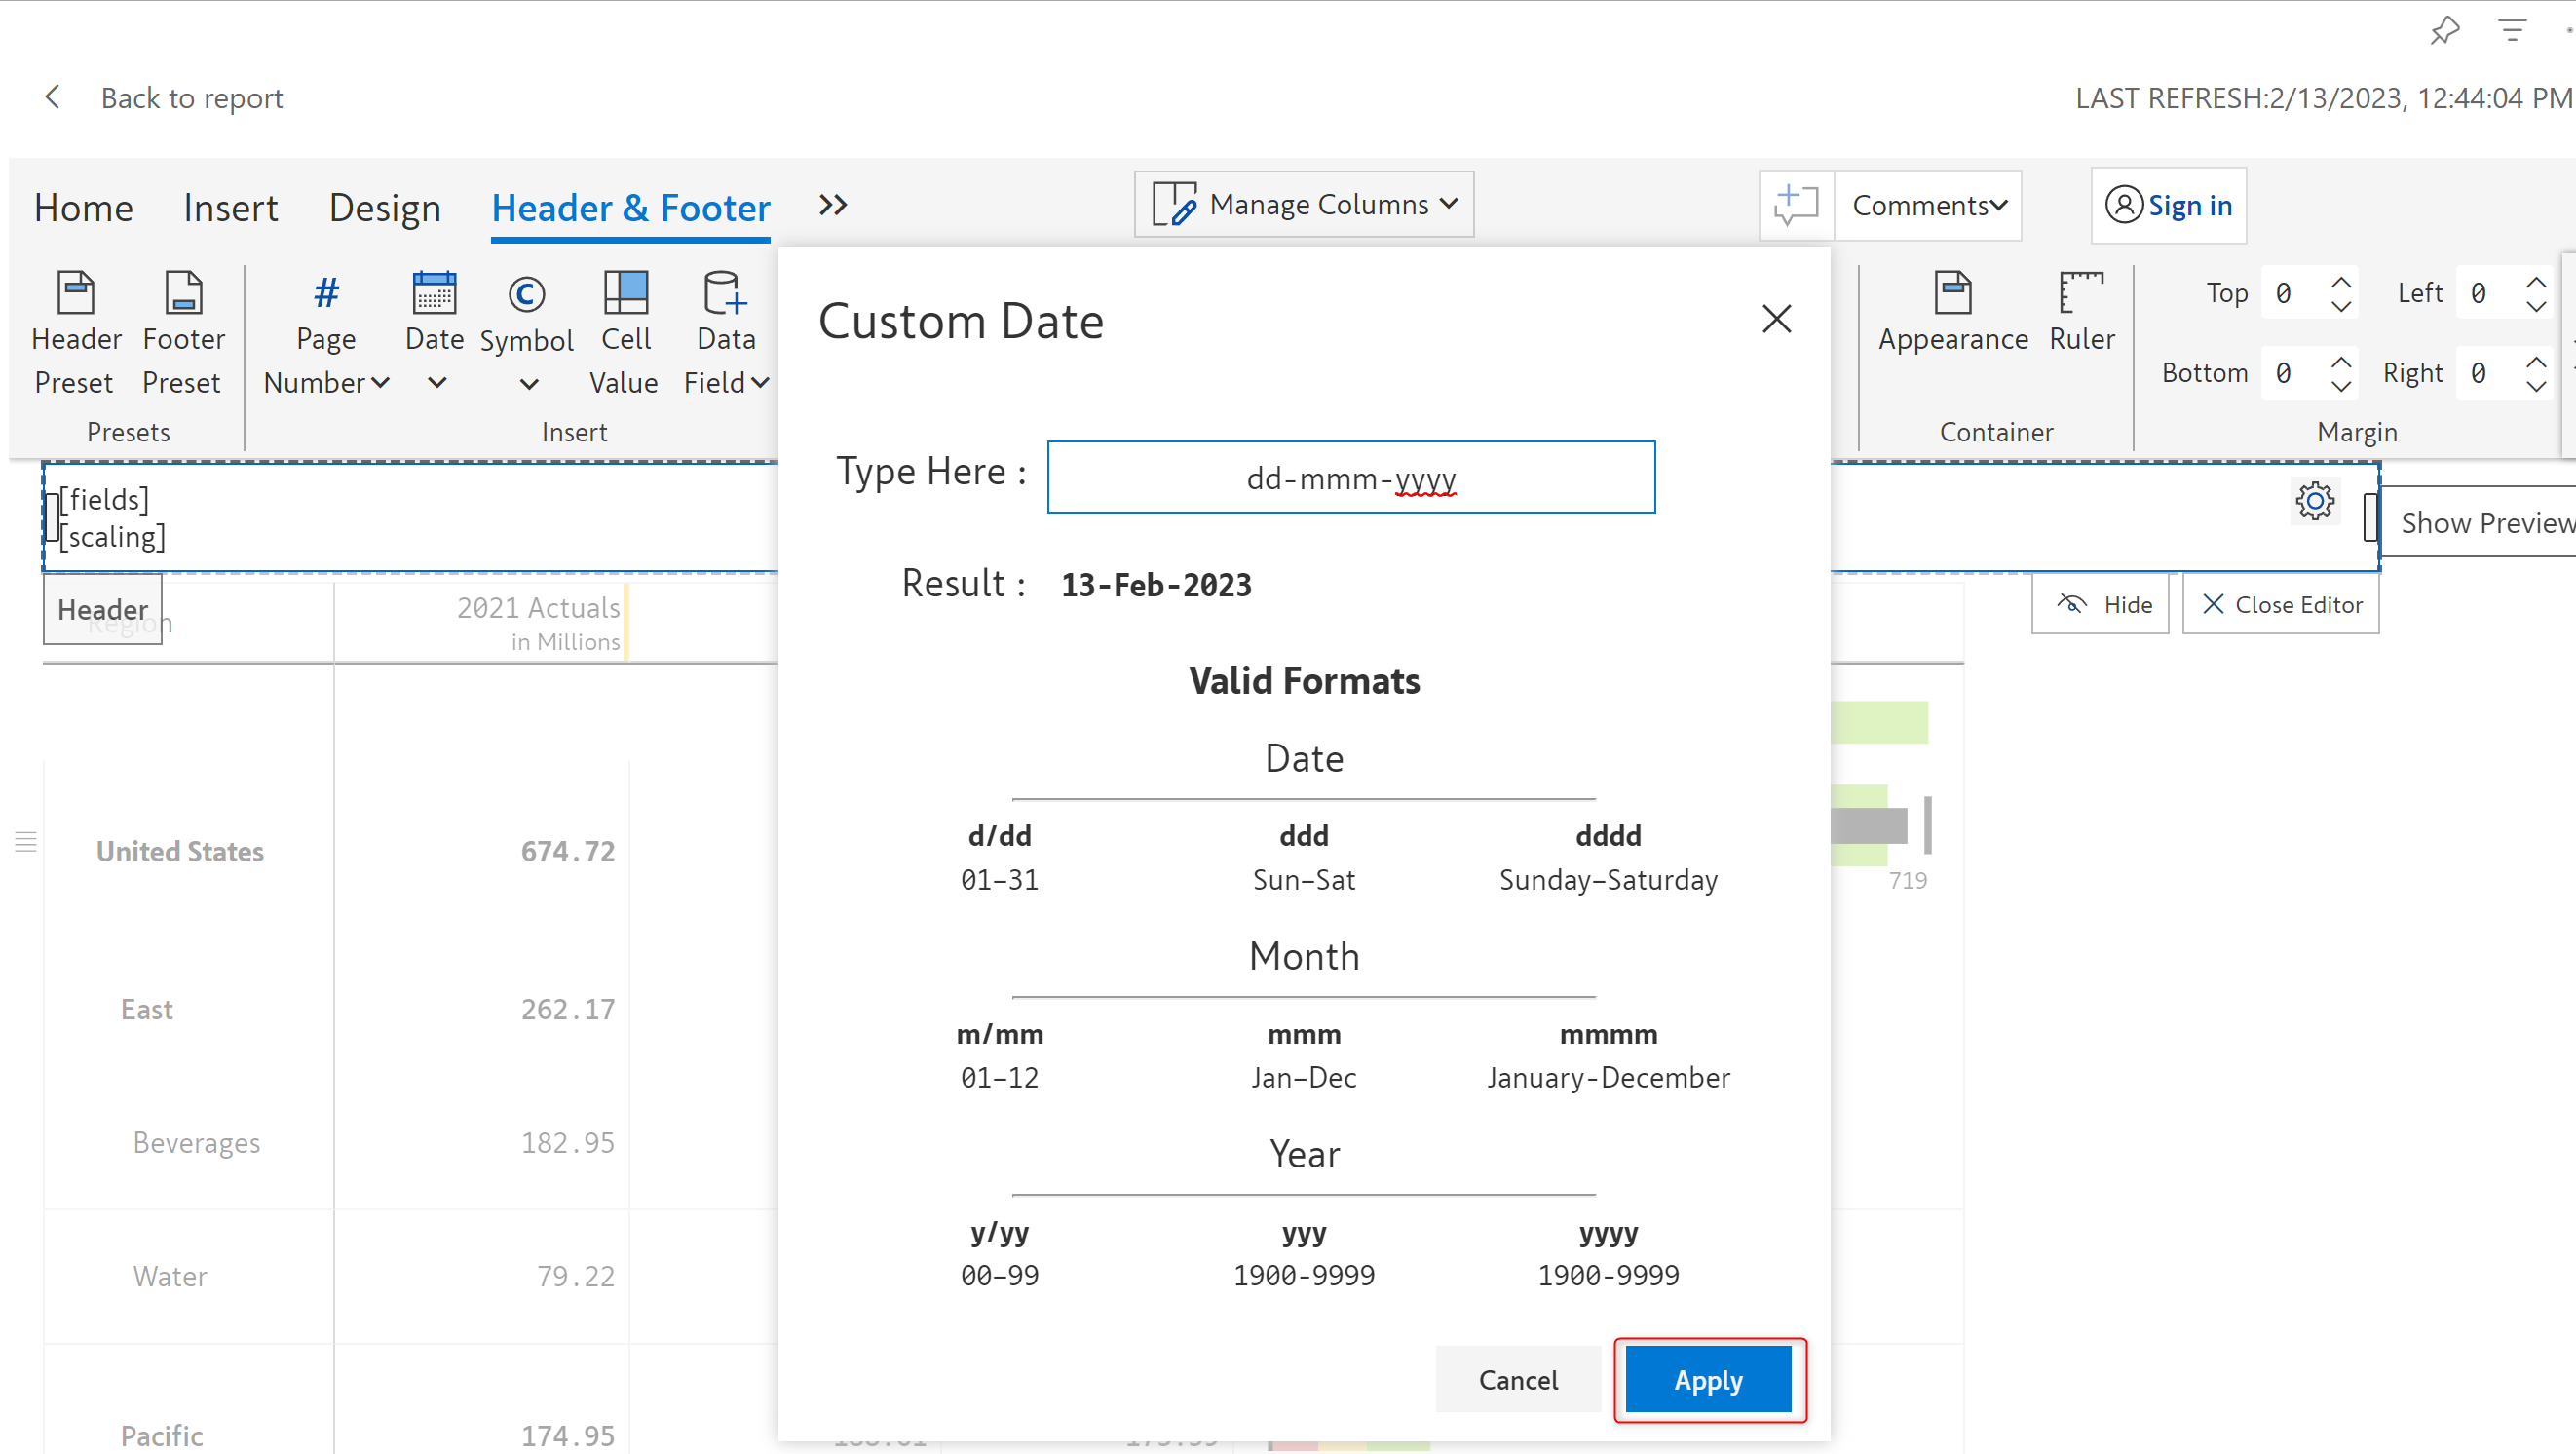 Back to report
LAST REFRESH:2/13/2023, 12:44:04 PM
Home Insert Design Header & Footer
Manage Columns
Comments
Sign in
Header Preset
Footer Preset
Presets
# Page Number
Date
Symbol
Cell Value
Data Field
Insert
Appearance
Ruler
Container
Top 0 Left 0
Bottom 0 Right 0
Margin
[fields]
[scaling]
Show Preview
Header
Region
2021 Actuals
in Millions
Hide
Close Editor
United States 674.72
719
East 262.17
Beverages 182.95
Water 79.22
Pacific 174.95
Custom Date
Type Here : dd-mmm-yyyy
Result : 13-Feb-2023
Valid Formats
Date
d/dd ddd dddd
01–31 Sun–Sat Sunday–Saturday
Month
m/mm mmm mmmm
01–12 Jan–Dec January-December
Year
y/yy yyy yyyy
00–99 1900-9999 1900-9999
Cancel Apply